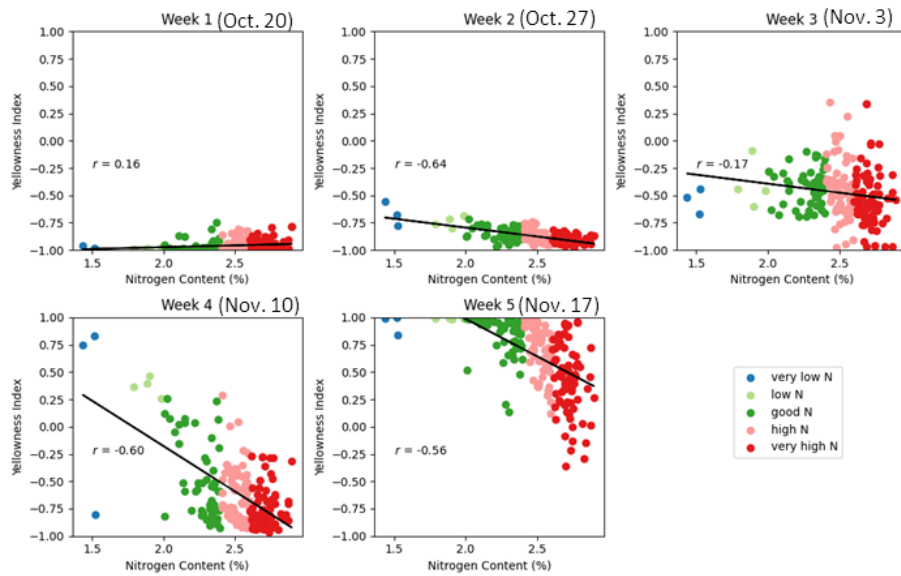 Week 1 (Oct. 20)
1.00
0.75
0.50
0.25
0.00
−0.25
−0.50
−0.75
−1.00
Yellowness Index
r = 0.16
1.5 2.0 2.5
Nitrogen Content (%)
Week 2 (Oct. 27)
1.00
0.75
0.50
0.25
0.00
−0.25
−0.50
−0.75
−1.00
Yellowness Index
r = -0.64
1.5 2.0 2.5
Nitrogen Content (%)
Week 3 (Nov. 3)
1.00
0.75
0.50
0.25
0.00
−0.25
−0.50
−0.75
−1.00
Yellowness Index
r = -0.17
1.5 2.0 2.5
Nitrogen Content (%)
Week 4 (Nov. 10)
1.00
0.75
0.50
0.25
0.00
−0.25
−0.50
−0.75
−1.00
Yellowness Index
r = -0.60
1.5 2.0 2.5
Nitrogen Content (%)
Week 5 (Nov. 17)
1.00
0.75
0.50
0.25
0.00
−0.25
−0.50
−0.75
−1.00
Yellowness Index
r = -0.56
1.5 2.0 2.5
Nitrogen Content (%)
very low N
low N
good N
high N
very high N